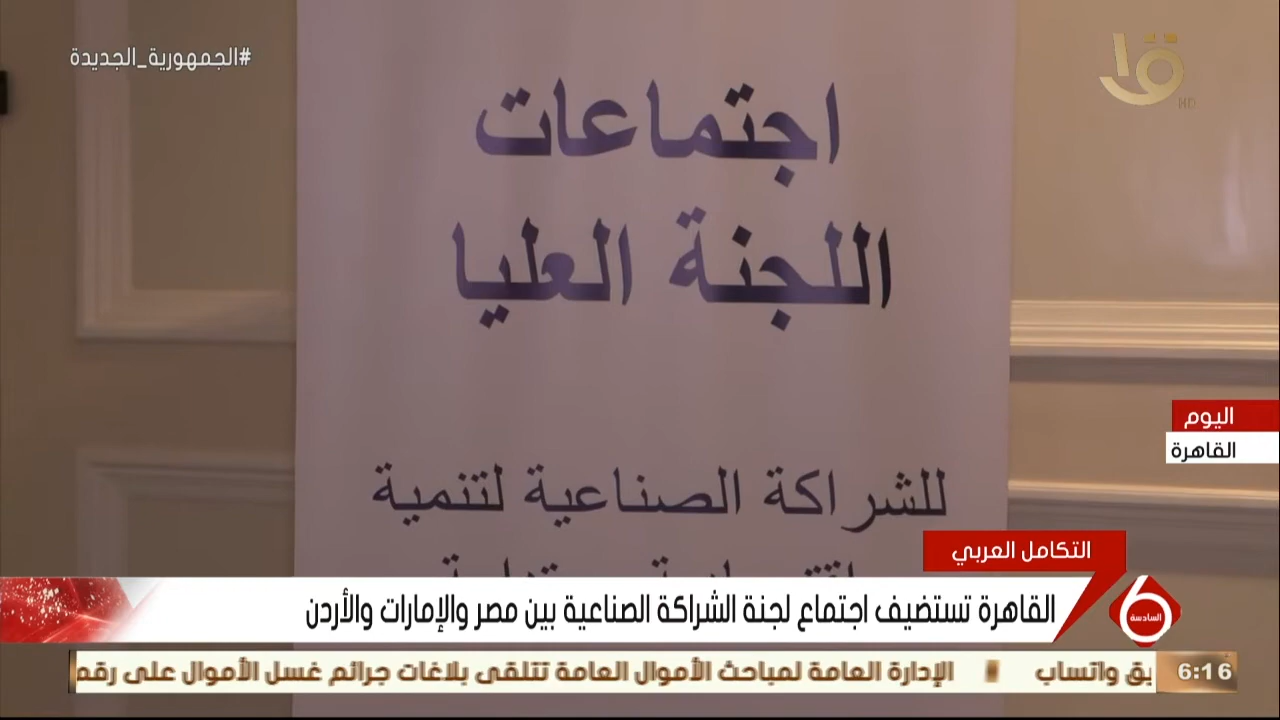 #الجمهورية_الجديدة
HD
اجتماعات
اللجنة العليا
للشراكة الصناعية لتنمية
اليوم
القاهرة
التكامل العربي
القاهرة تستضيف اجتماع لجنة الشراكة الصناعية بين مصر والإمارات والأردن
6 السادسة
يق واتساب ■ الإدارة العامة لمباحث الأموال العامة تتلقى بلاغات جرائم غسل الأموال على رقم
6:16